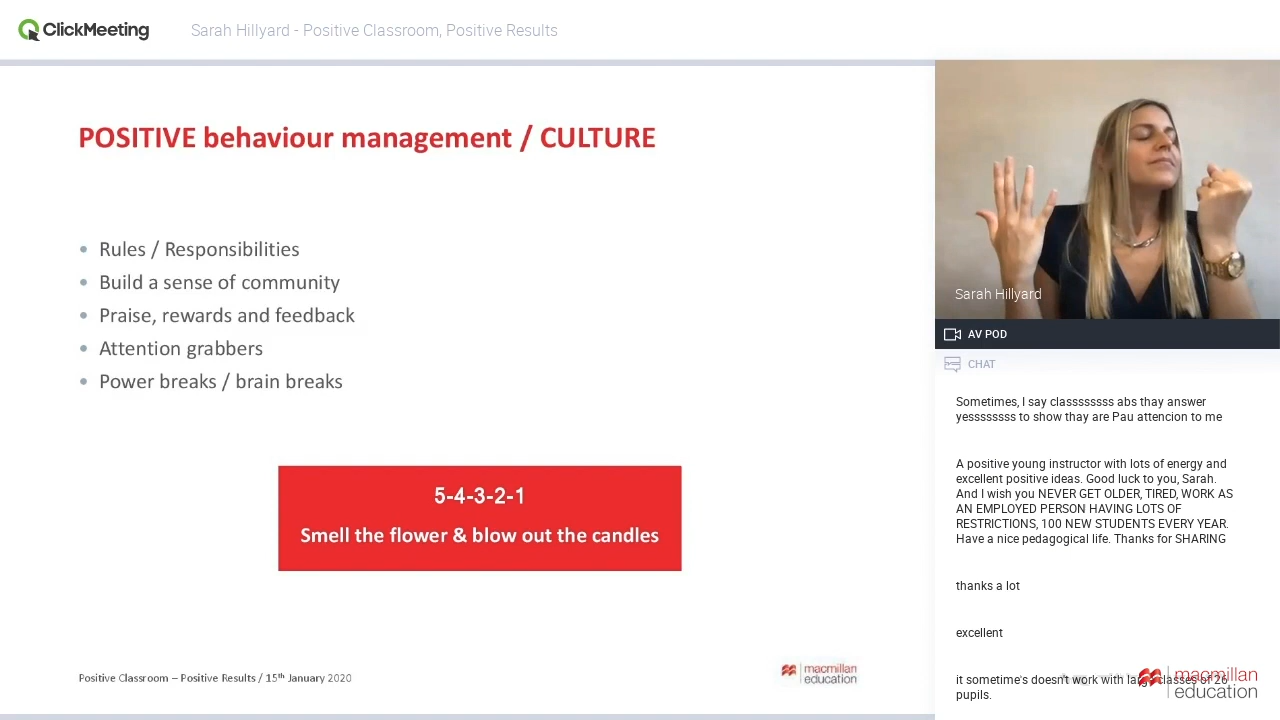 ClickMeeting
Sarah Hillyard - Positive Classroom, Positive Results
POSITIVE behaviour management / CULTURE
• Rules / Responsibilities
• Build a sense of community
• Praise, rewards and feedback
• Attention grabbers
• Power breaks / brain breaks
5-4-3-2-1
Smell the flower & blow out the candles
Positive Classroom – Positive Results / 15th January 2020
macmillan
education
Sarah Hillyard
AV POD
CHAT
Sometimes, I say classssssss abs thay answer
yessssssss to show thay are Pau attencion to me
A positive young instructor with lots of energy and
excellent positive ideas. Good luck to you, Sarah.
And I wish you NEVER GET OLDER, TIRED, WORK AS
AN EMPLOYED PERSON HAVING LOTS OF
RESTRICTIONS, 100 NEW STUDENTS EVERY YEAR.
Have a nice pedagogical life. Thanks for SHARING
thanks a lot
excellent
it sometime's doesn't work with large classes of 26
pupils.
macmillan
education